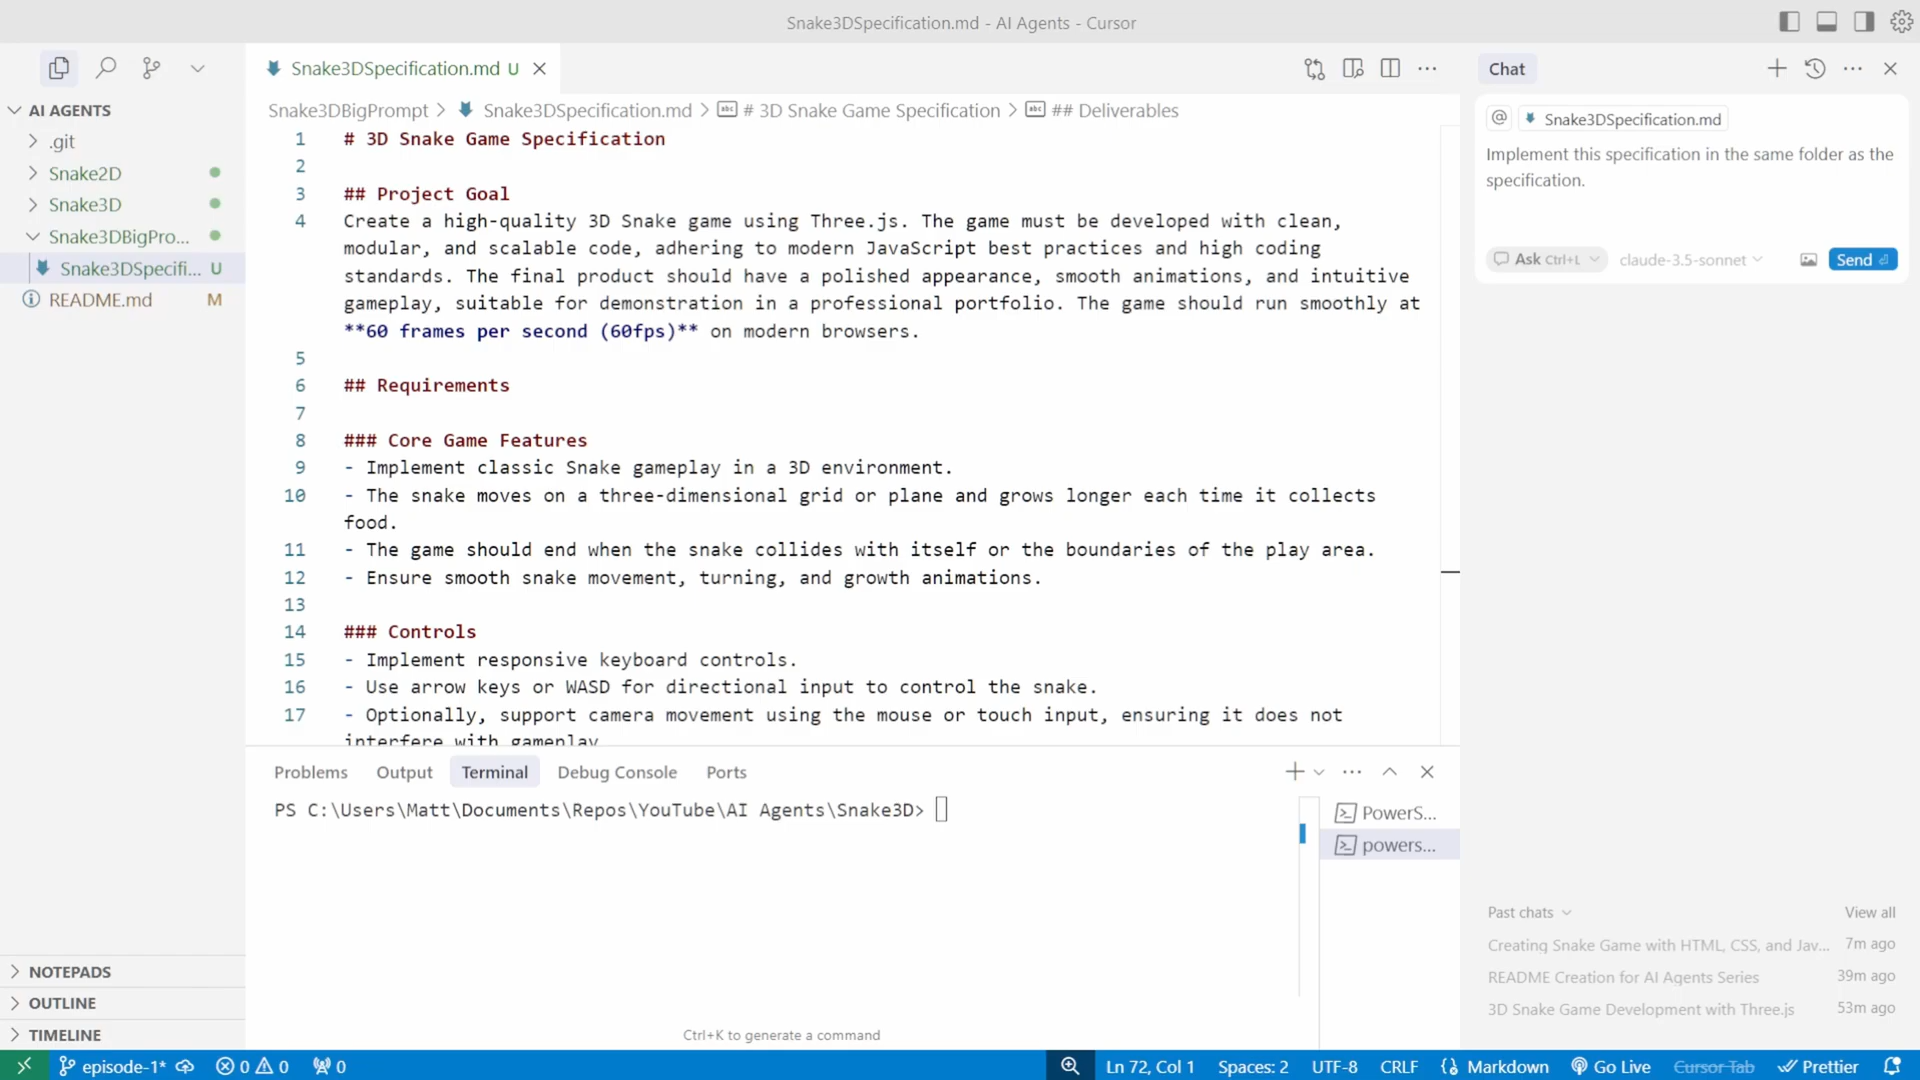 Snake3DSpecification.md - AI Agents - Cursor
AI AGENTS
.git
Snake2D
Snake3D
Snake3DBigPro...
Snake3DSpecifi... U
README.md M
NOTEPADS
OUTLINE
TIMELINE
Snake3DSpecification.md U
Snake3DBigPrompt > Snake3DSpecification.md > # 3D Snake Game Specification > ## Deliverables
1 # 3D Snake Game Specification
2
3 ## Project Goal
4 Create a high-quality 3D Snake game using Three.js. The game must be developed with clean,
modular, and scalable code, adhering to modern JavaScript best practices and high coding
standards. The final product should have a polished appearance, smooth animations, and intuitive
gameplay, suitable for demonstration in a professional portfolio. The game should run smoothly at
**60 frames per second (60fps)** on modern browsers.
5
6 ## Requirements
7
8 ### Core Game Features
9 - Implement classic Snake gameplay in a 3D environment.
10 - The snake moves on a three-dimensional grid or plane and grows longer each time it collects
food.
11 - The game should end when the snake collides with itself or the boundaries of the play area.
12 - Ensure smooth snake movement, turning, and growth animations.
13
14 ### Controls
15 - Implement responsive keyboard controls.
16 - Use arrow keys or WASD for directional input to control the snake.
17 - Optionally, support camera movement using the mouse or touch input, ensuring it does not
interfere with gameplay
Problems Output Terminal Debug Console Ports
PS C:\Users\Matt\Documents\Repos\YouTube\AI Agents\Snake3D>
PowerS...
powers...
Ctrl+K to generate a command
Chat
@ Snake3DSpecification.md
Implement this specification in the same folder as the
specification.
Ask Ctrl+L claude-3.5-sonnet Send
Past chats View all
Creating Snake Game with HTML, CSS, and Jav... 7m ago
README Creation for AI Agents Series 39m ago
3D Snake Game Development with Three.js 53m ago
episode-1* 0 0 0 Ln 72, Col 1 Spaces: 2 UTF-8 CRLF {} Markdown Go Live Cursor Tab Prettier